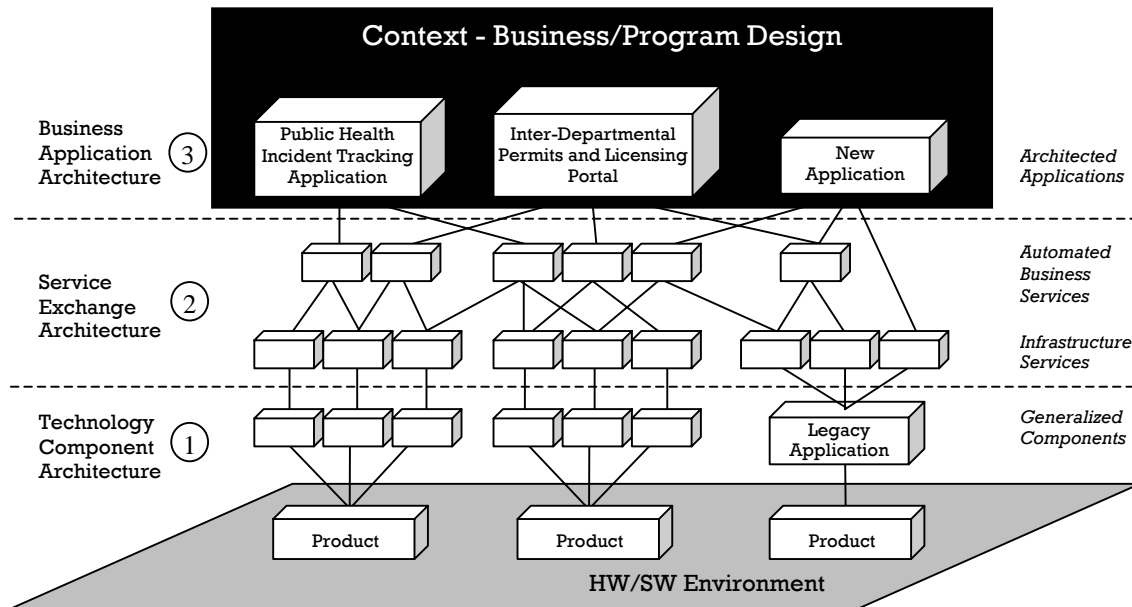 Context - Business/Program Design
Business
Application
Architecture
3
Public Health
Incident Tracking
Application
Inter-Departmental
Permits and Licensing
Portal
New
Application
Architected
Applications
Service
Exchange
Architecture
2
Automated
Business
Services
Infrastructure
Services
Technology
Component
Architecture
1
Legacy
Application
Generalized
Components
Product
Product
Product
HW/SW Environment